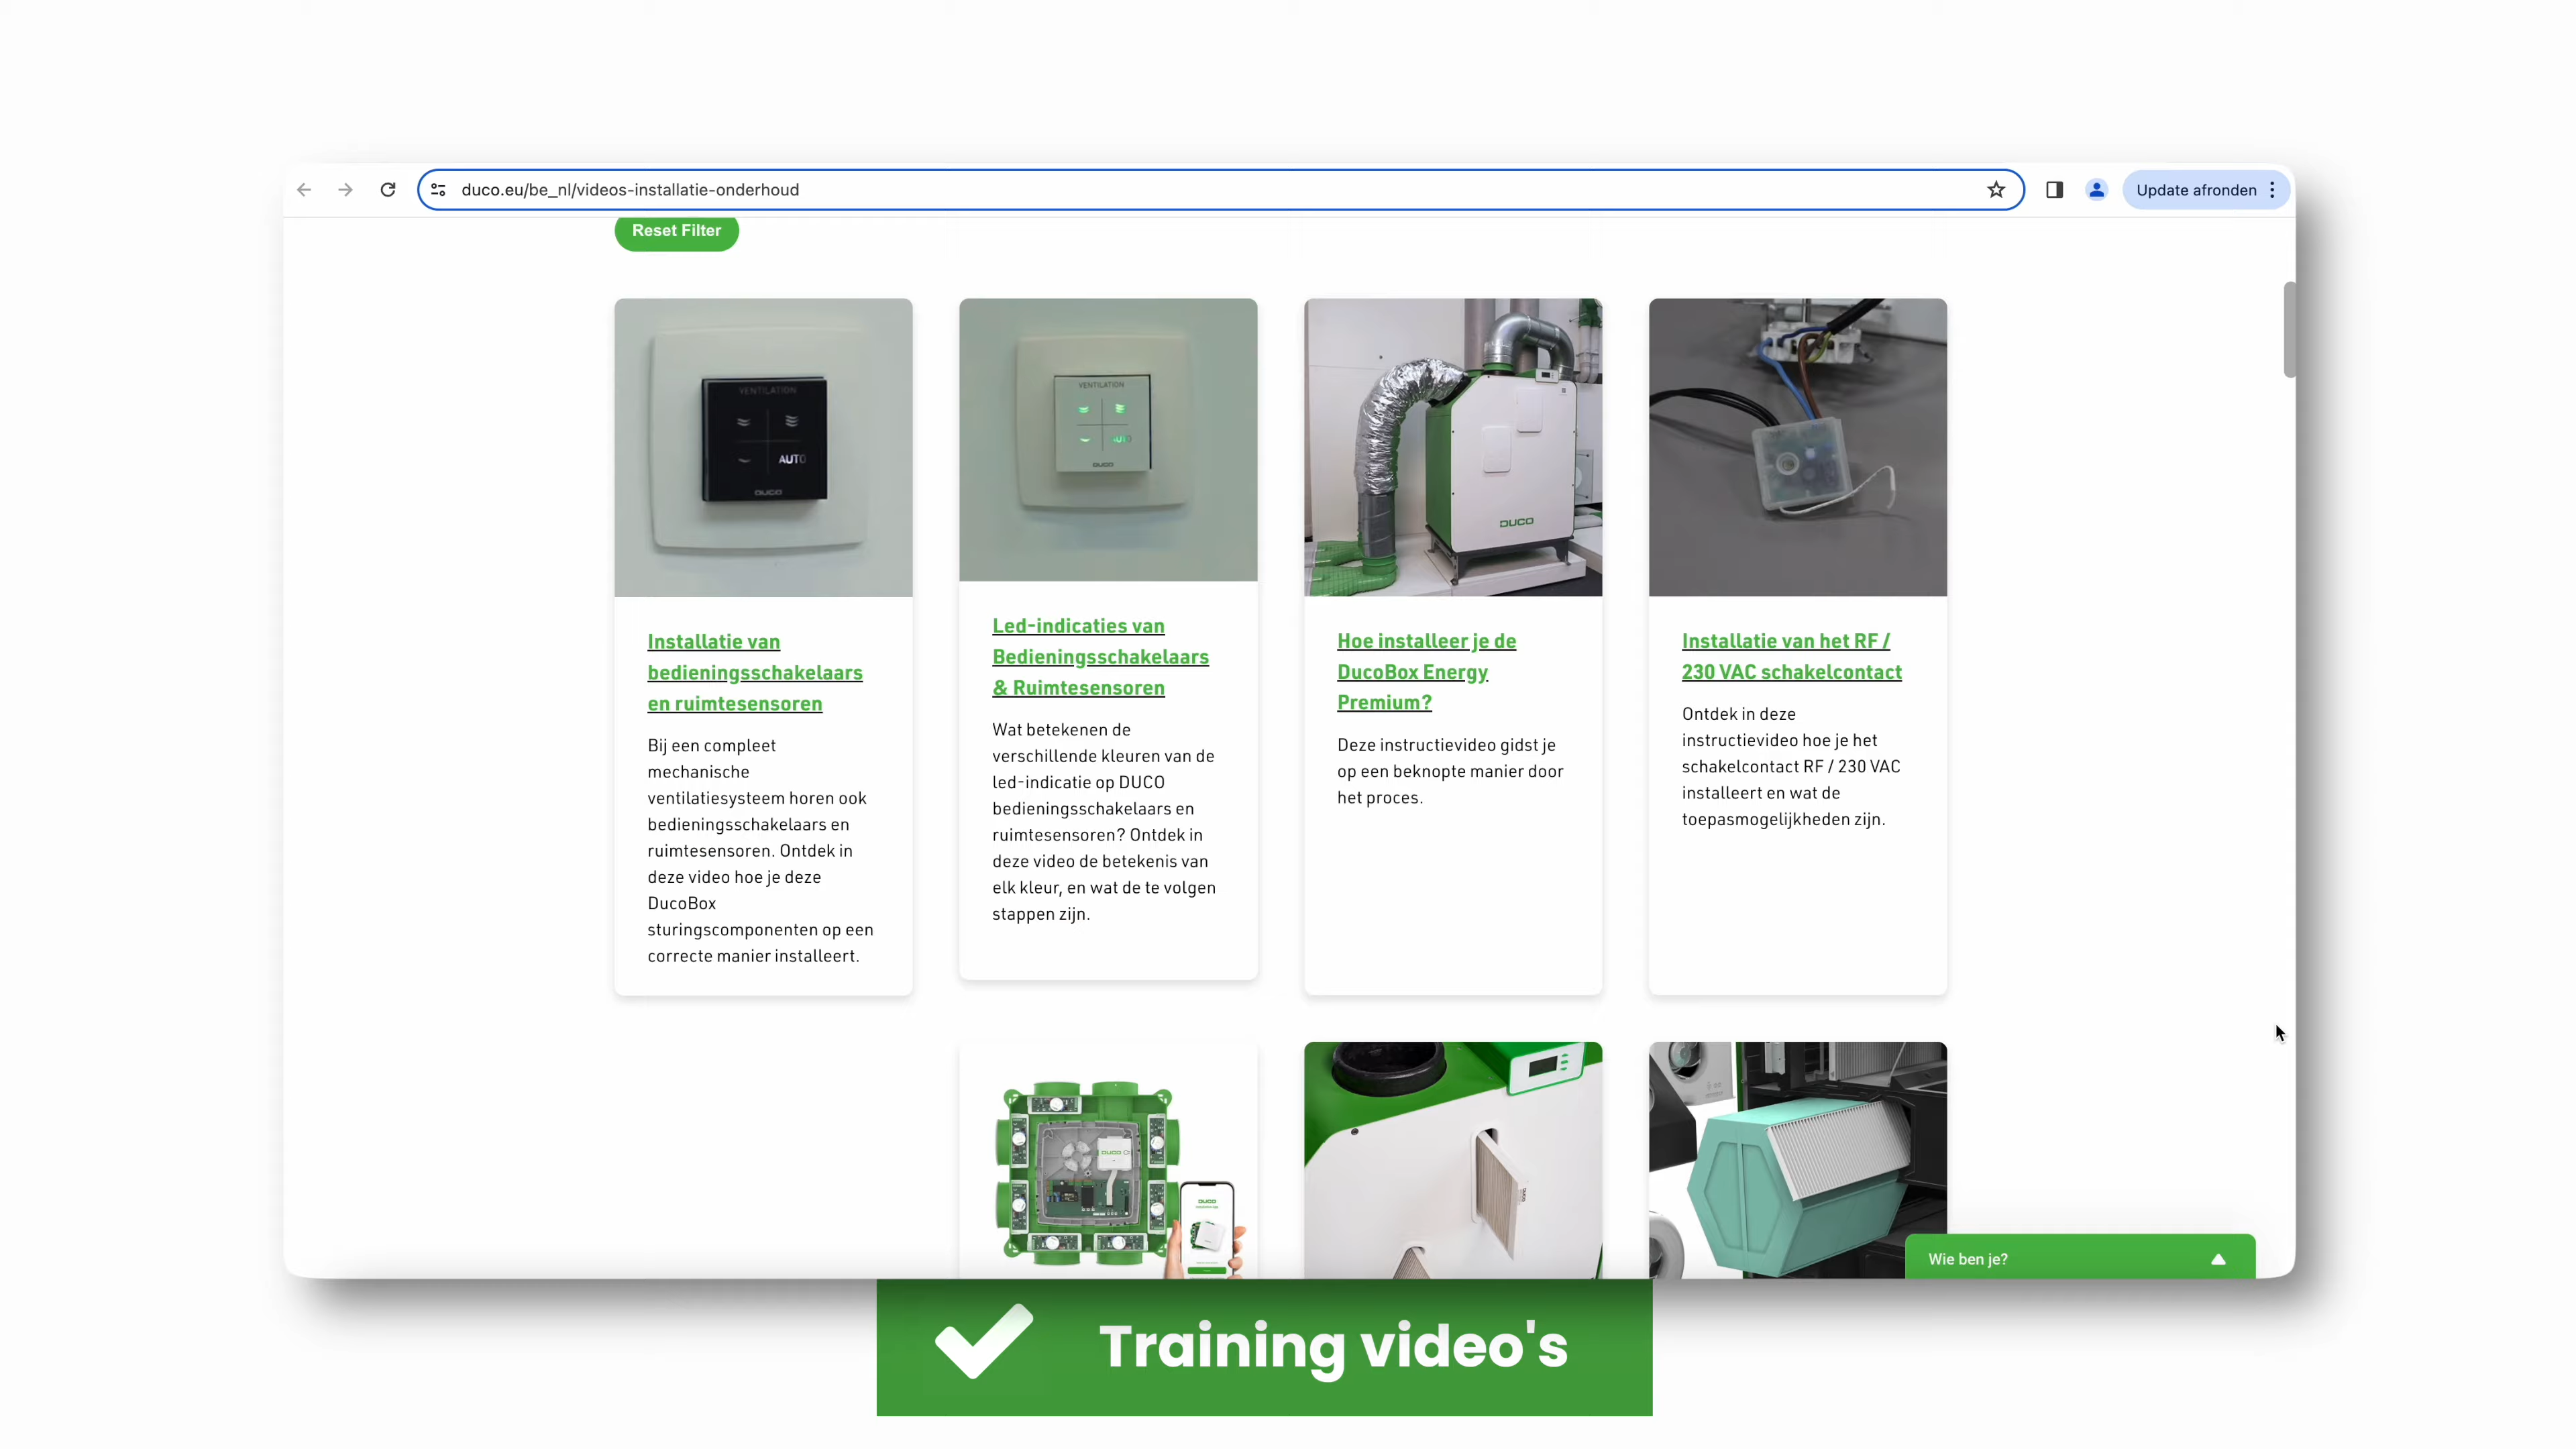 duco.eu/be_nl/videos-installatie-onderhoud
Update afronden
Reset Filter
VENTILATION
AUTO
DUCO
Installatie van
bedieningsschakelaars
en ruimtesensoren
Bij een compleet
mechanische
ventilatiesysteem horen ook
bedieningsschakelaars en
ruimtesensoren. Ontdek in
deze video hoe je deze
DucoBox
sturingscomponenten op een
correcte manier installeert.
VENTILATION
AUTO
DUCO
Led-indicaties van
Bedieningsschakelaars
& Ruimtesensoren
Wat betekenen de
verschillende kleuren van de
led-indicatie op DUCO
bedieningsschakelaars en
ruimtesensoren? Ontdek in
deze video de betekenis van
elk kleur, en wat de te volgen
stappen zijn.
DUCO
Hoe installeer je de
DucoBox Energy
Premium?
Deze instructievideo gidst je
op een beknopte manier door
het proces.
Installatie van het RF /
230 VAC schakelcontact
Ontdek in deze
instructievideo hoe je het
schakelcontact RF / 230 VAC
installeert en wat de
toepasmogelijkheden zijn.
DUCO
DUCO
Wie ben je?
Training video's